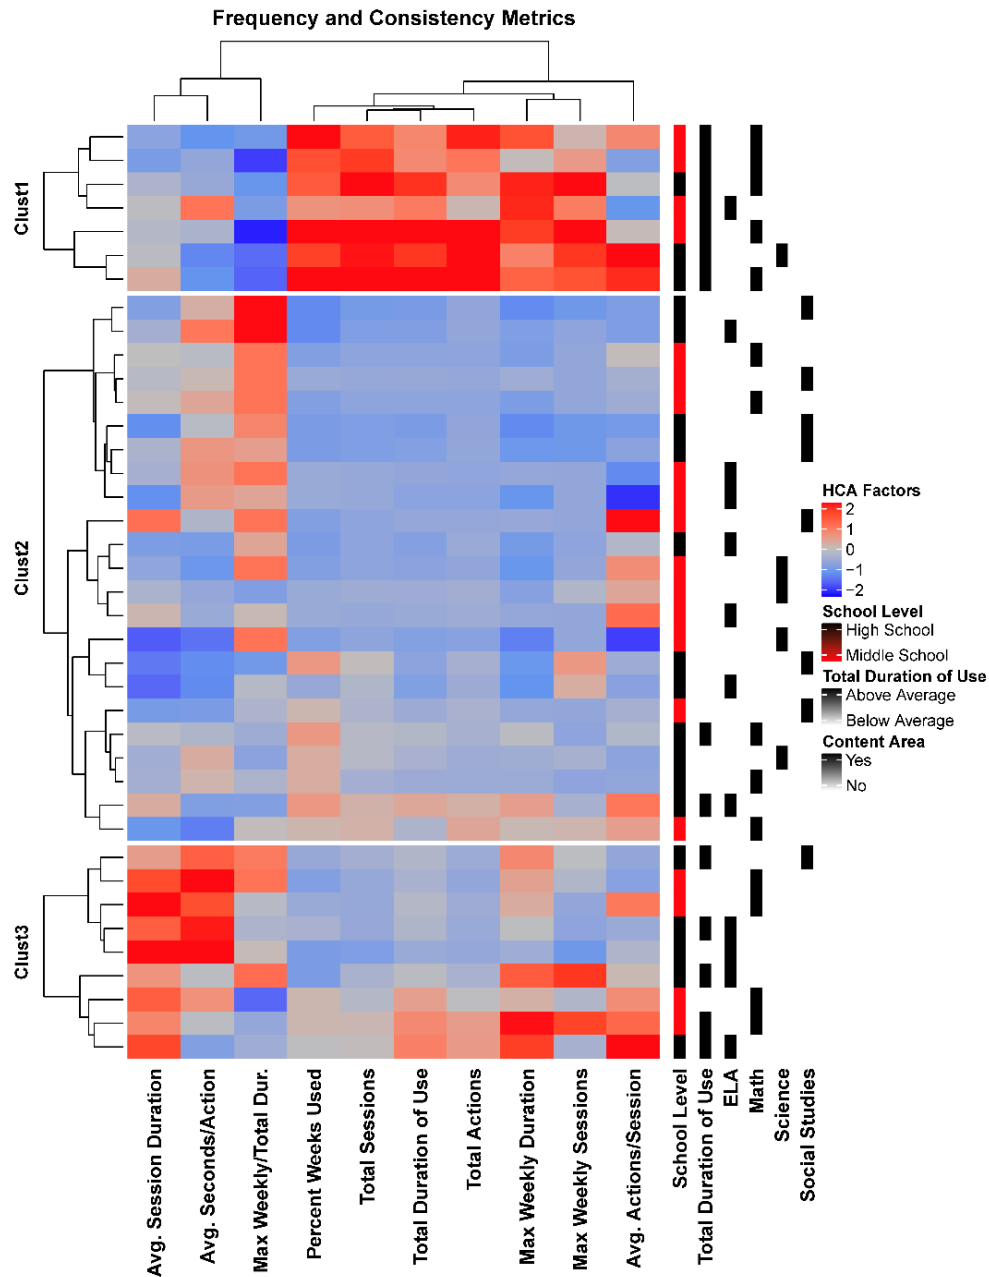 Frequency and Consistency Metrics
Clust1
Clust2
Clust3
HCA Factors
2
1
0
−1
−2
School Level
High School
Middle School
Total Duration of Use
Above Average
Below Average
Content Area
Yes
No
Avg. Session Duration
Avg. Seconds/Action
Max Weekly/Total Dur.
Percent Weeks Used
Total Sessions
Total Duration of Use
Total Actions
Max Weekly Duration
Max Weekly Sessions
Avg. Actions/Session
School Level
Total Duration of Use
ELA
Math
Science
Social Studies